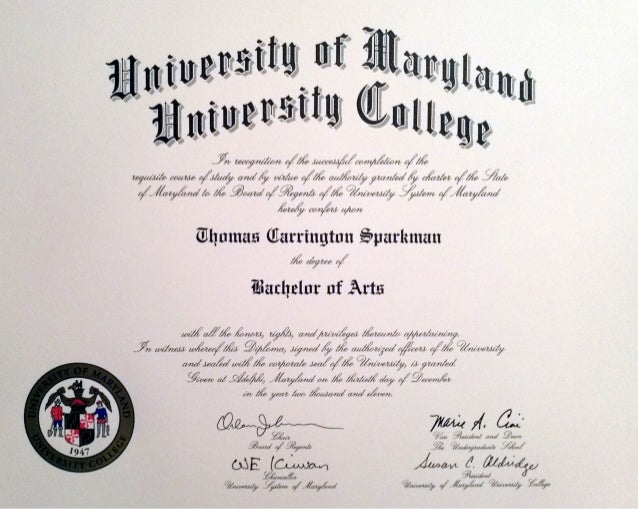 University of Maryland
University College
In recognition of the successful completion of the
requisite course of study and by virtue of the authority granted by charter of the State
of Maryland to the Board of Regents of the University System of Maryland
hereby confers upon
Thomas Carrington Sparkman
the degree of
Bachelor of Arts
with all the honors, rights, and privileges thereunto appertaining.
In witness whereof this Diploma, signed by the authorized officers of the University
and sealed with the corporate seal of the University, is granted.
Given at Adelphi, Maryland on the thirtieth day of December
in the year two thousand and eleven.
UNIVERSITY OF MARYLAND
UNIVERSITY COLLEGE
1947
Chair
Board of Regents
Marie A. Cini
Vice President and Dean
The Undergraduate School
WE Kirwan
Chancellor
University System of Maryland
Susan C. Aldridge
President
University of Maryland University College